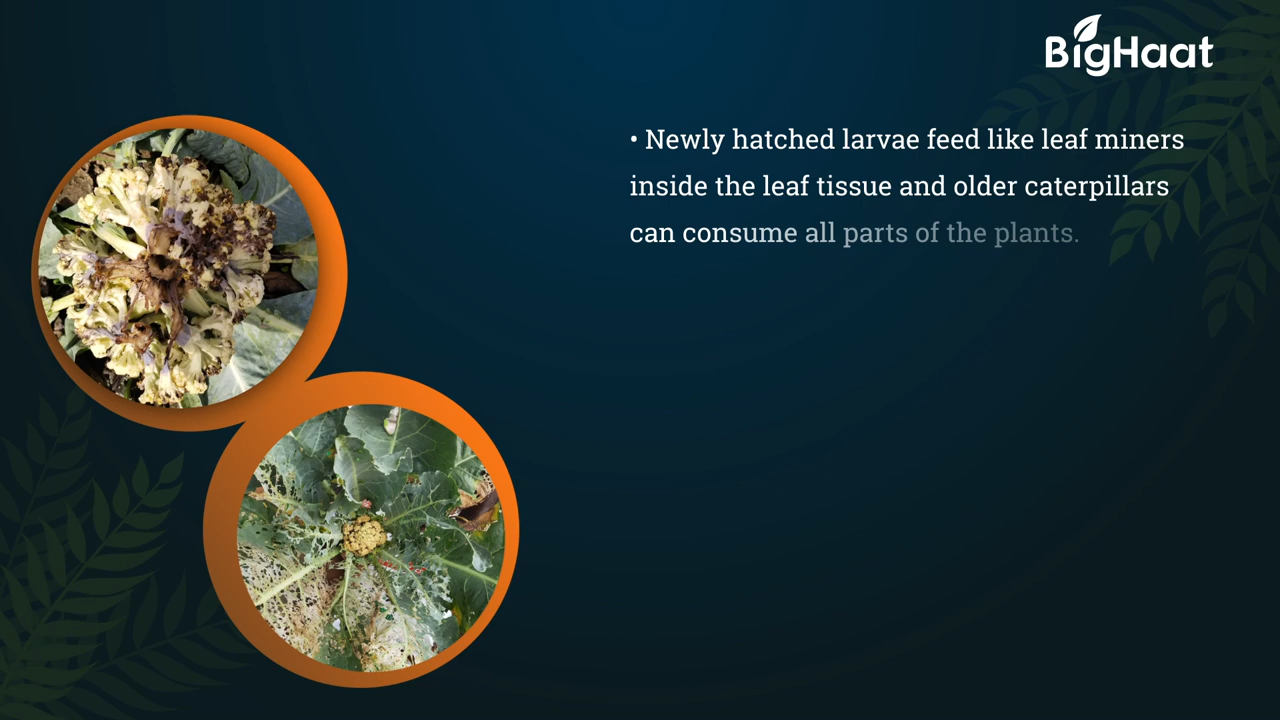 BigHaat
• Newly hatched larvae feed like leaf miners
inside the leaf tissue and older caterpillars
can consume all parts of the plants.